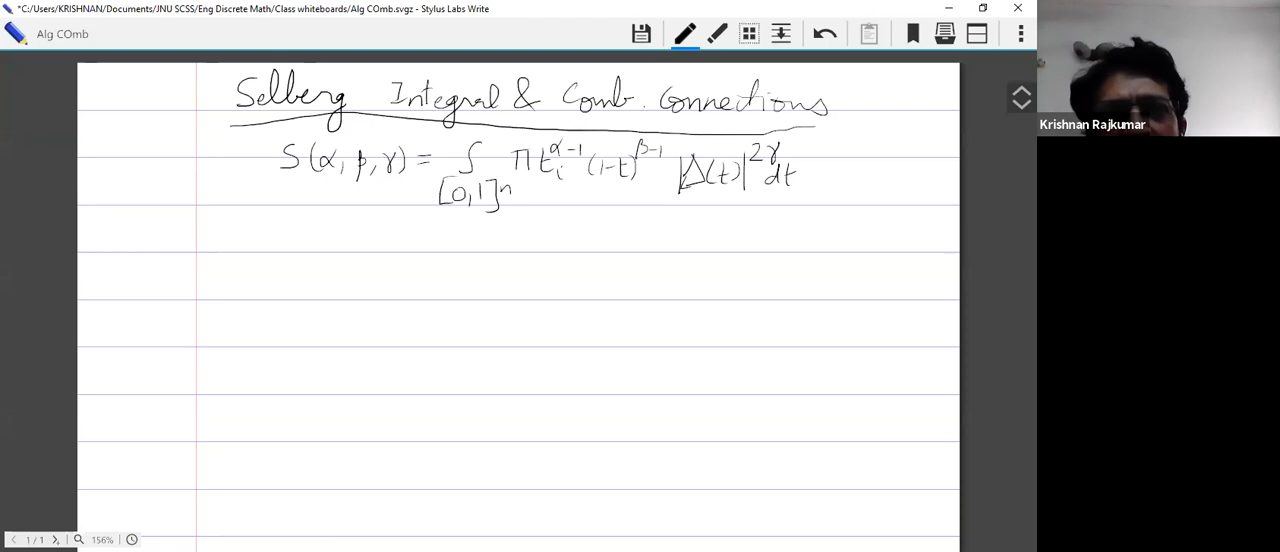 *C:/Users/KRISHNAN/Documents/JNU SCSS/Eng Discrete Math/Class whiteboards/Alg COmb.svgz - Stylus Labs Write
Alg COmb
Selberg Integral & Comb. Connections
S(α, β, γ) = ∫ Π t_i^{α-1} (1-t)^{β-1} |Δ(t)|^{2γ} dt
[0,1]^n
Krishnan Rajkumar
1 / 1 156%